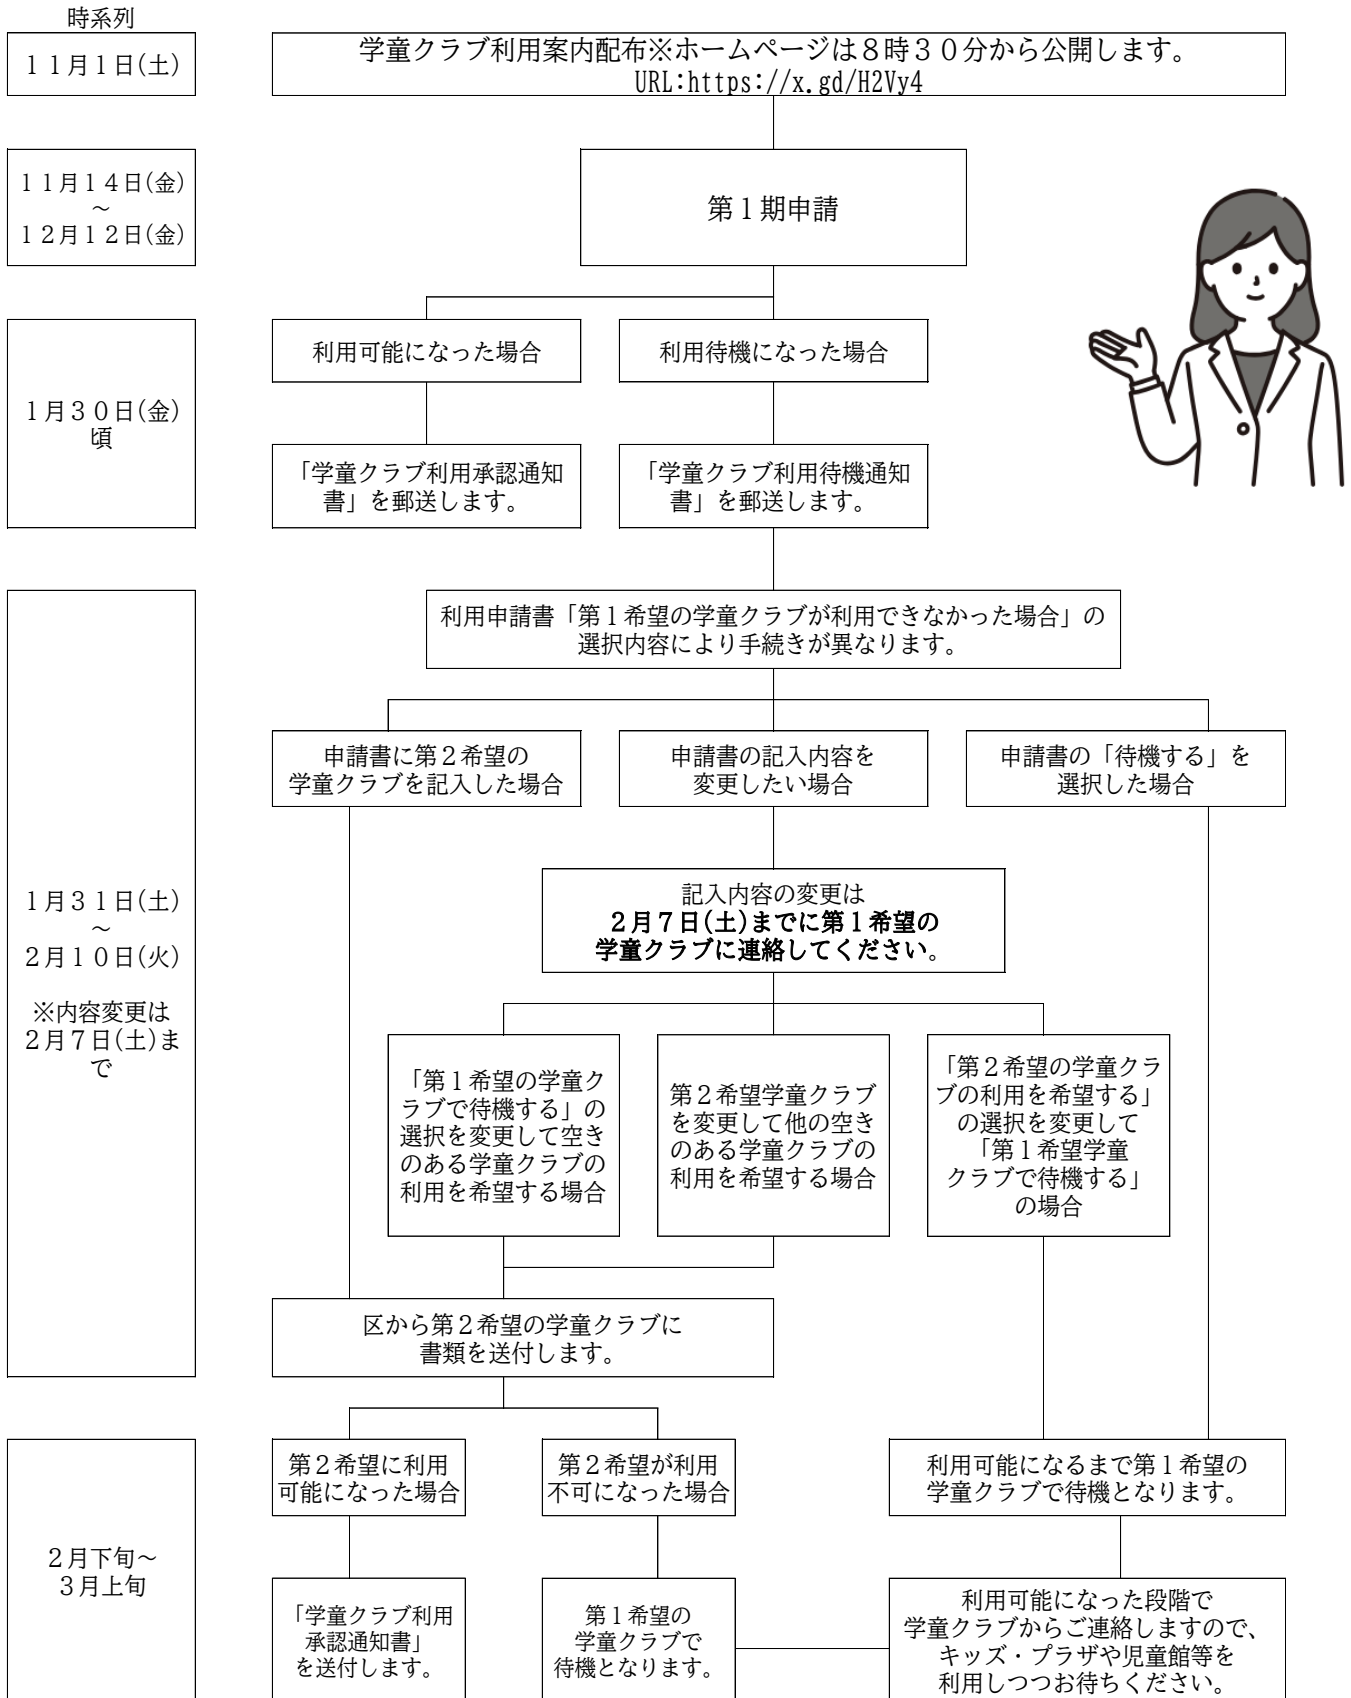 時系列
１１月１日(土)
学童クラブ利用案内配布※ホームページは８時３０分から公開します。
URL:https://x.gd/H2Vy4
１１月１４日(金)
～
１２月１２日(金)
第１期申請
１月３０日(金)
頃
利用可能になった場合
利用待機になった場合
「学童クラブ利用承認通知
書」を郵送します。
「学童クラブ利用待機通知
書」を郵送します。
１月３１日(土)
～
２月１０日(火)
※内容変更は
２月７日(土)ま
で
利用申請書「第１希望の学童クラブが利用できなかった場合」の
選択内容により手続きが異なります。
申請書に第２希望の
学童クラブを記入した場合
申請書の記入内容を
変更したい場合
申請書の「待機する」を
選択した場合
記入内容の変更は
２月７日(土)までに第１希望の
学童クラブに連絡してください。
「第１希望の学童ク
ラブで待機する」の
選択を変更して空き
のある学童クラブの
利用を希望する場合
第２希望学童クラブ
を変更して他の空き
のある学童クラブの
利用を希望する場合
「第２希望の学童クラ
ブの利用を希望する」
の選択を変更して
「第１希望学童
クラブで待機する」
の場合
区から第２希望の学童クラブに
書類を送付します。
２月下旬～
３月上旬
第２希望に利用
可能になった場合
第２希望が利用
不可になった場合
利用可能になるまで第１希望の
学童クラブで待機となります。
「学童クラブ利用
承認通知書」
を送付します。
第１希望の
学童クラブで
待機となります。
利用可能になった段階で
学童クラブからご連絡しますので、
キッズ・プラザや児童館等を
利用しつつお待ちください。